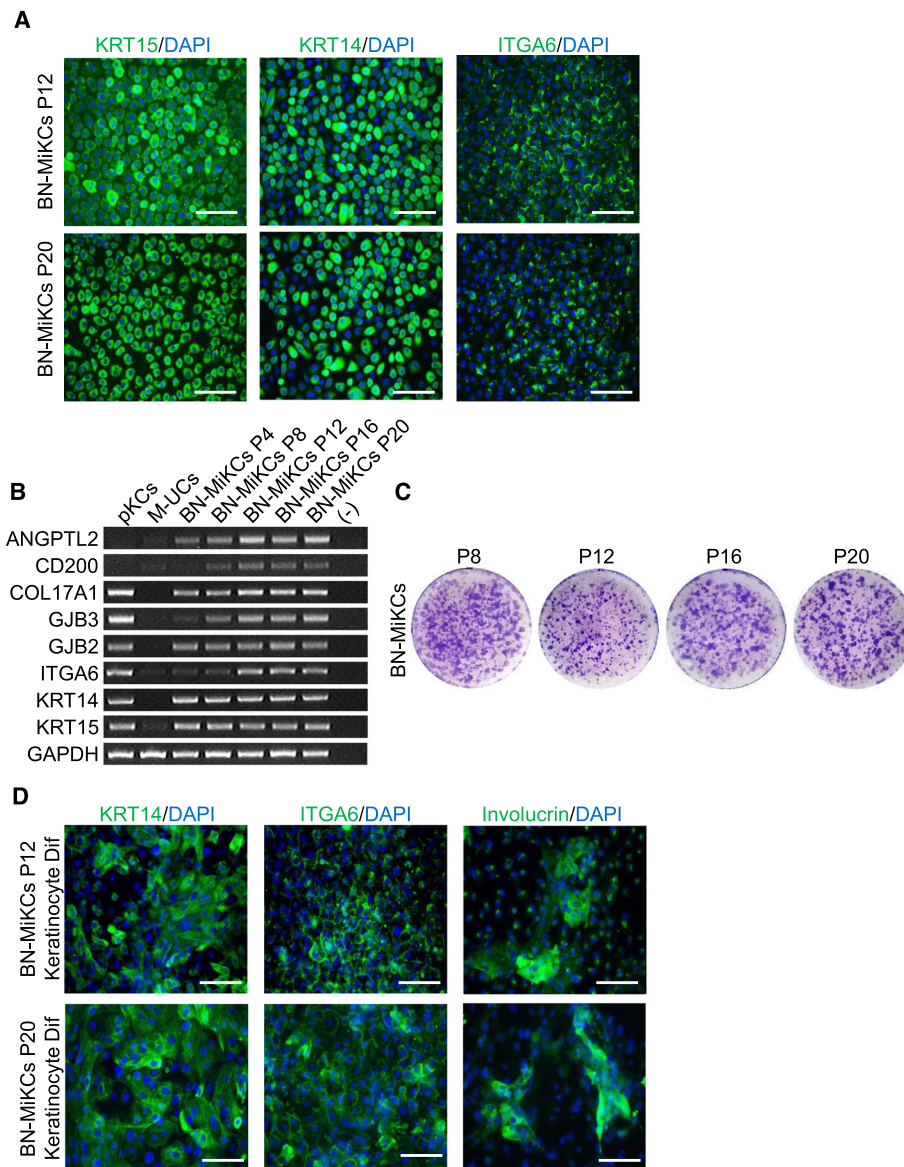 A
KRT15/DAPI KRT14/DAPI ITGA6/DAPI
BN-MiKCs P12
BN-MiKCs P20
B
pKCs M-UCs BN-MiKCs P4 BN-MiKCs P8 BN-MiKCs P12 BN-MiKCs P16 BN-MiKCs P20 (-)
ANGPTL2
CD200
COL17A1
GJB3
GJB2
ITGA6
KRT14
KRT15
GAPDH
C
P8 P12 P16 P20
BN-MiKCs
D
KRT14/DAPI ITGA6/DAPI Involucrin/DAPI
BN-MiKCs P12
Keratinocyte Dif
BN-MiKCs P20
Keratinocyte Dif